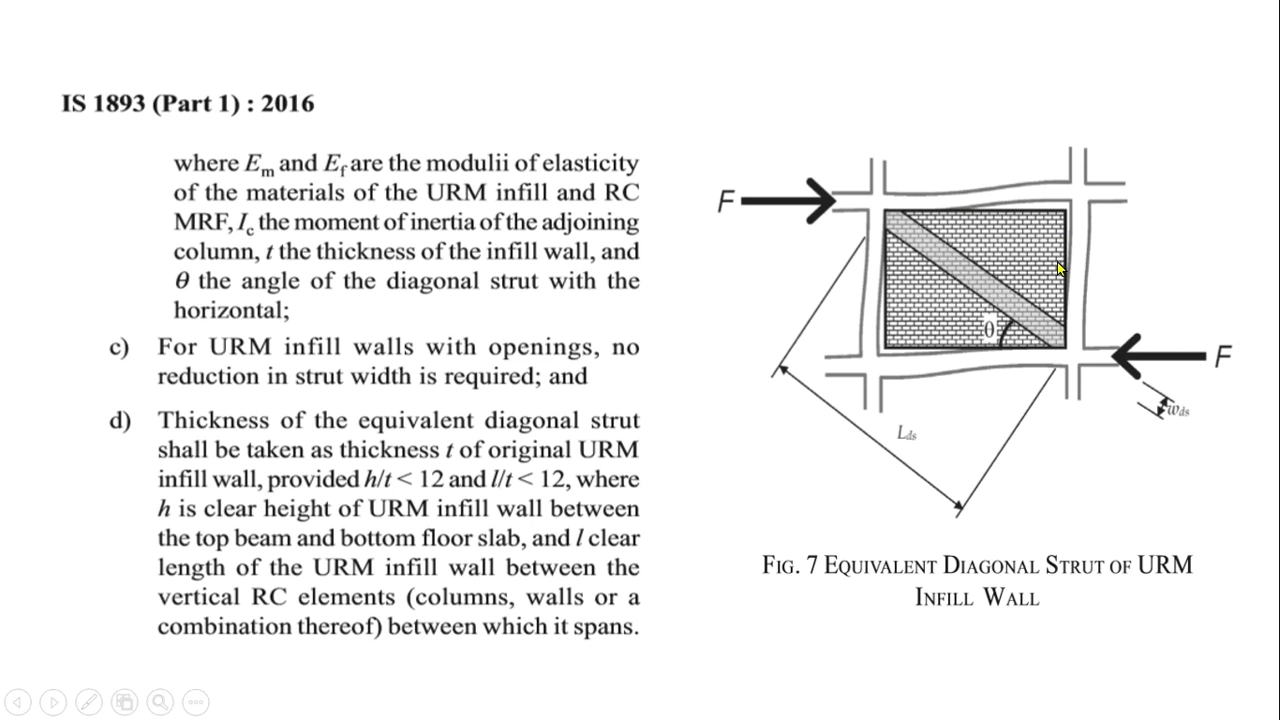 IS 1893 (Part 1) : 2016
where Em and Ef are the modulii of elasticity
of the materials of the URM infill and RC
MRF, Ic the moment of inertia of the adjoining
column, t the thickness of the infill wall, and
θ the angle of the diagonal strut with the
horizontal;
c) For URM infill walls with openings, no
reduction in strut width is required; and
d) Thickness of the equivalent diagonal strut
shall be taken as thickness t of original URM
infill wall, provided h/t < 12 and l/t < 12, where
h is clear height of URM infill wall between
the top beam and bottom floor slab, and l clear
length of the URM infill wall between the
vertical RC elements (columns, walls or a
combination thereof) between which it spans.
F
θ
F
wds
Lds
FIG. 7 EQUIVALENT DIAGONAL STRUT OF URM
INFILL WALL